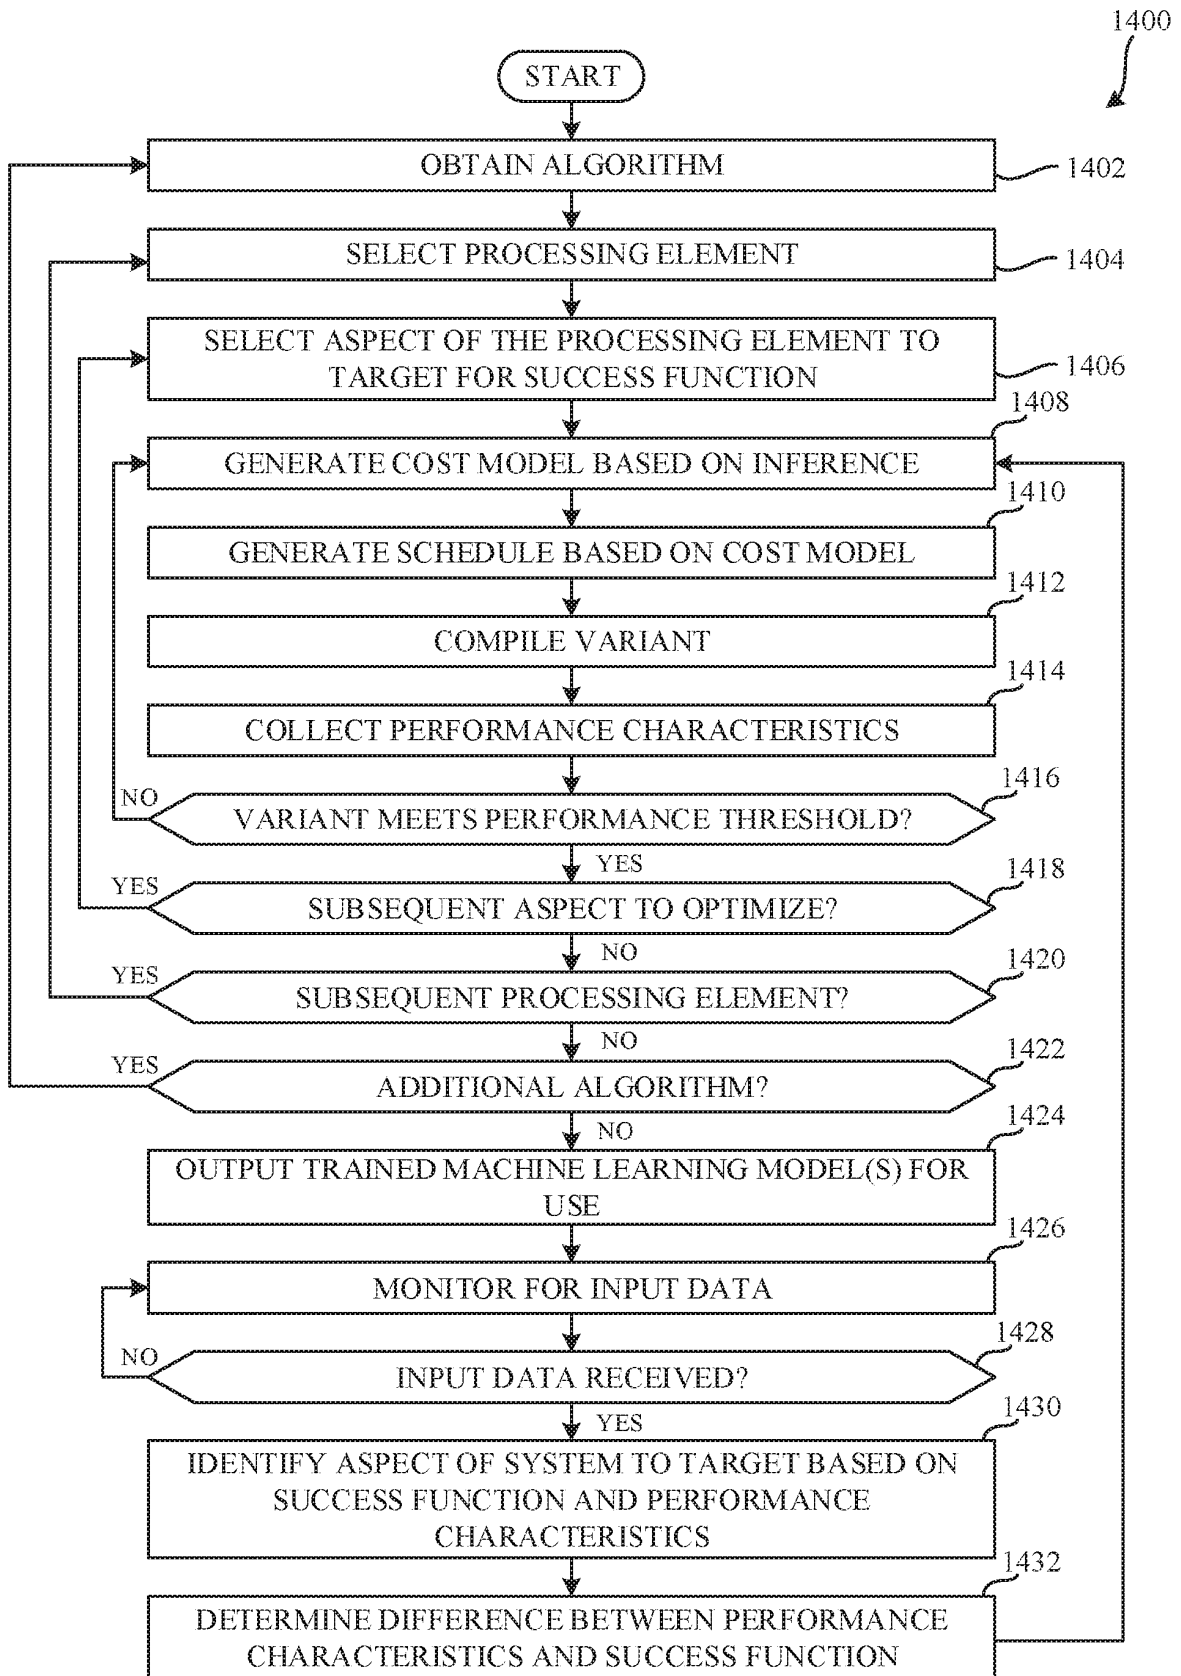 1400
START
OBTAIN ALGORITHM
1402
SELECT PROCESSING ELEMENT
1404
SELECT ASPECT OF THE PROCESSING ELEMENT TO
TARGET FOR SUCCESS FUNCTION
1406
1408
GENERATE COST MODEL BASED ON INFERENCE
1410
GENERATE SCHEDULE BASED ON COST MODEL
1412
COMPILE VARIANT
1414
COLLECT PERFORMANCE CHARACTERISTICS
1416
NO
VARIANT MEETS PERFORMANCE THRESHOLD?
YES
1418
YES
SUBSEQUENT ASPECT TO OPTIMIZE?
NO
1420
YES
SUBSEQUENT PROCESSING ELEMENT?
NO
1422
YES
ADDITIONAL ALGORITHM?
NO
1424
OUTPUT TRAINED MACHINE LEARNING MODEL(S) FOR
USE
1426
MONITOR FOR INPUT DATA
1428
NO
INPUT DATA RECEIVED?
YES
1430
IDENTIFY ASPECT OF SYSTEM TO TARGET BASED ON
SUCCESS FUNCTION AND PERFORMANCE
CHARACTERISTICS
1432
DETERMINE DIFFERENCE BETWEEN PERFORMANCE
CHARACTERISTICS AND SUCCESS FUNCTION